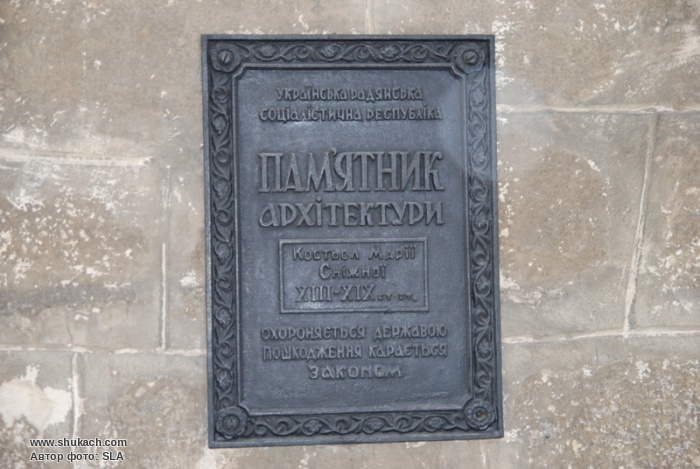 Українська радянська
соціалістична республіка
ПАМ'ЯТНИК
архітектури
Костьол Марії
Сніжної
XIII-XIX ст. ст.
охороняється державою
пошкодження карається
законом
www.shukach.com
Автор фото: SLA